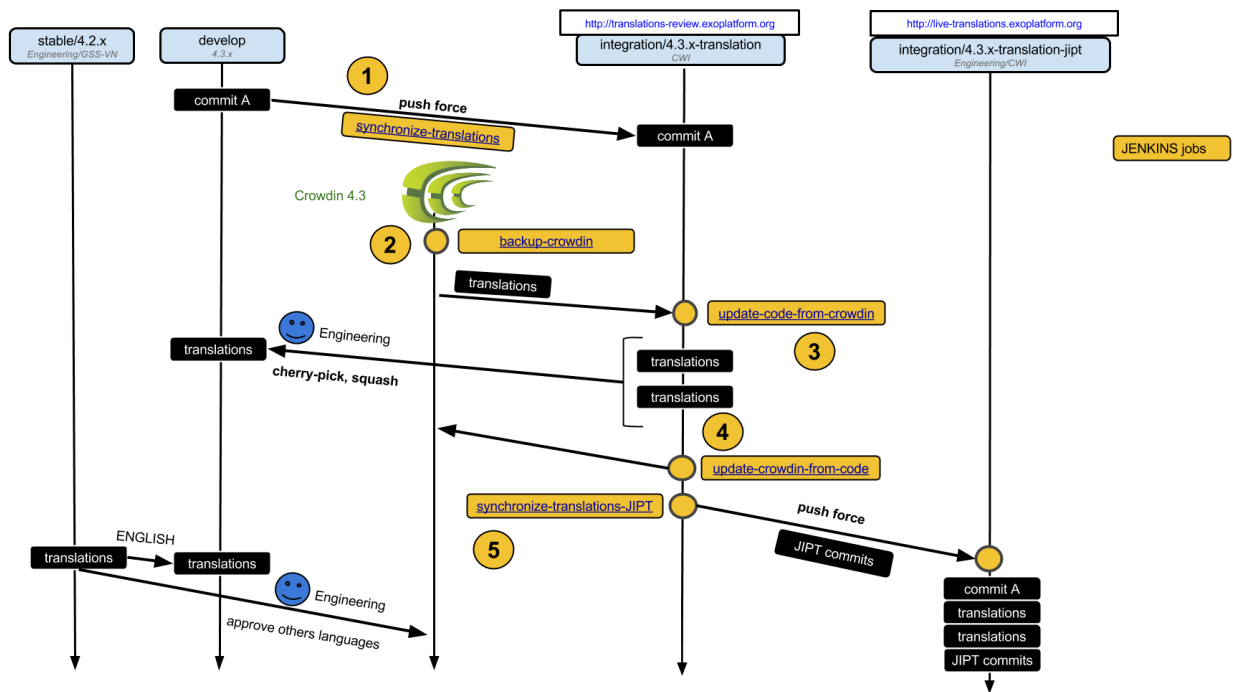 http://translations-review.exoplatform.org
http://live-translations.exoplatform.org
stable/4.2.x
Engineering/GSS-VN
develop
4.3.x
integration/4.3.x-translation
CWI
integration/4.3.x-translation-jipt
Engineering/CWI
1
commit A
push force
synchronize-translations
commit A
JENKINS jobs
Crowdin 4.3
2
backup-crowdin
translations
update-code-from-crowdin
Engineering
translations
cherry-pick, squash
translations
3
translations
4
update-crowdin-from-code
synchronize-translations-JIPT
push force
JIPT commits
5
ENGLISH
translations
translations
Engineering
approve others languages
commit A
translations
translations
JIPT commits